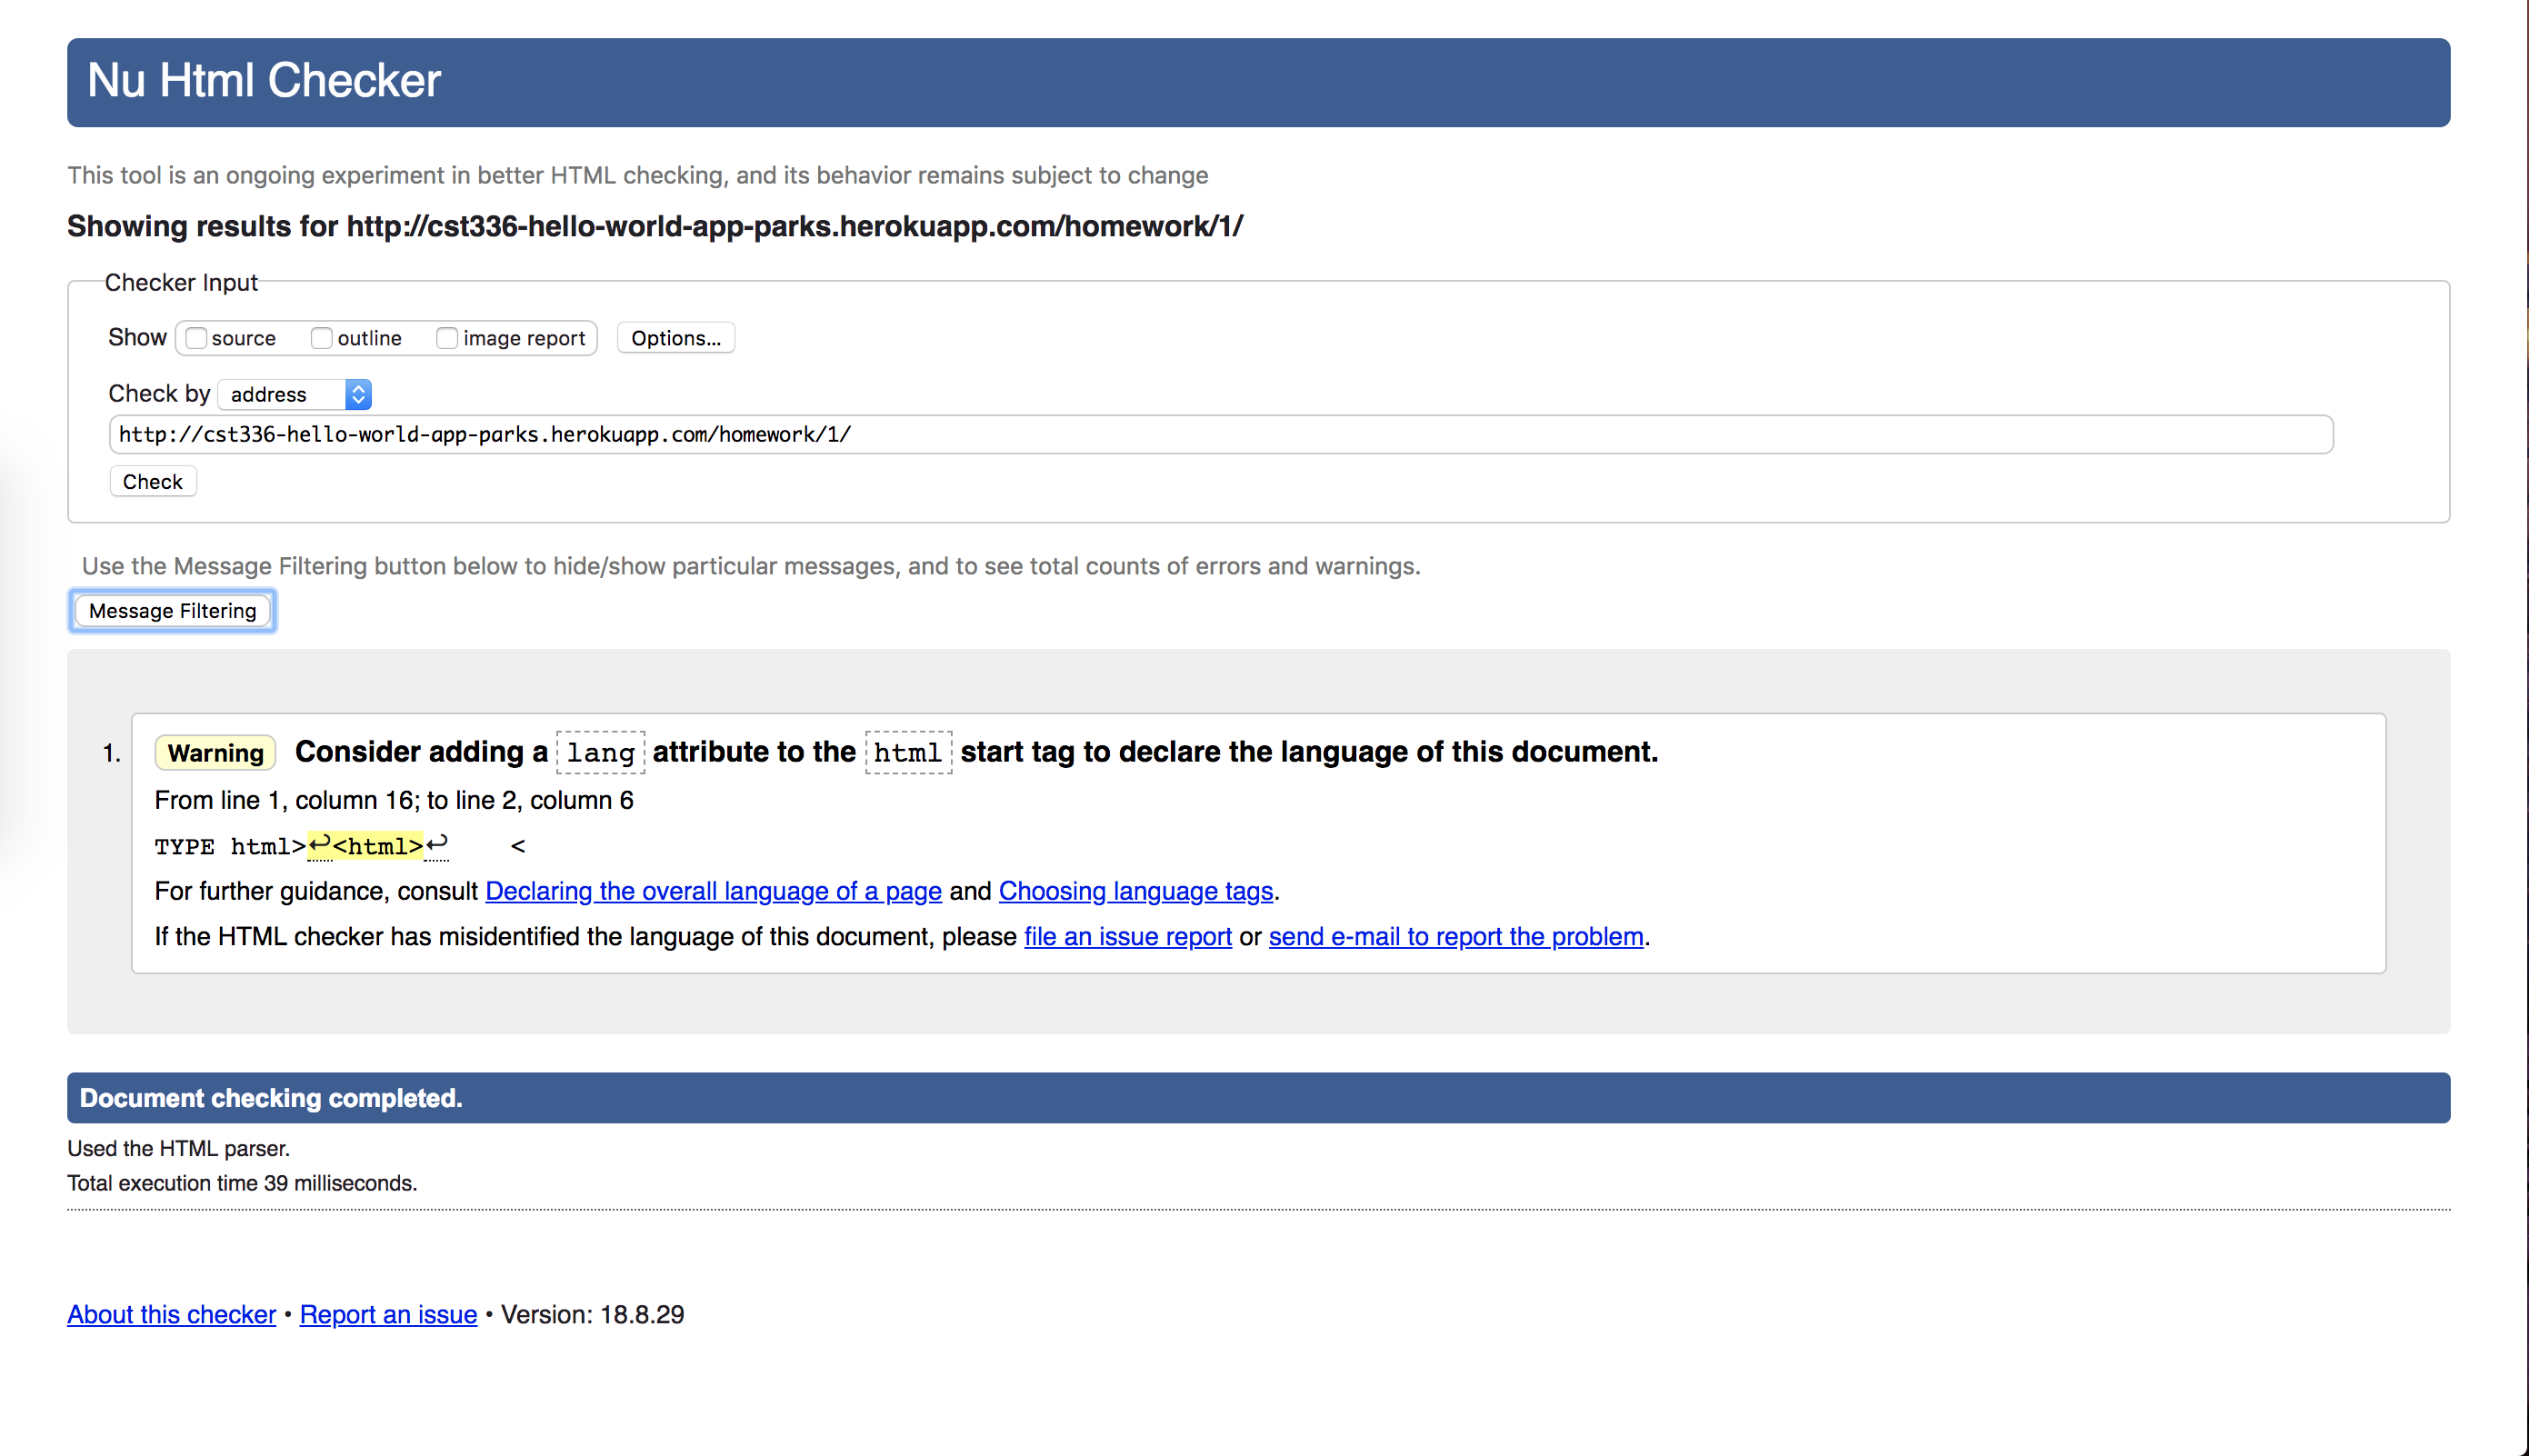 Nu Html Checker
This tool is an ongoing experiment in better HTML checking, and its behavior remains subject to change
Showing results for http://cst336-hello-world-app-parks.herokuapp.com/homework/1/
Checker Input
Show source outline image report Options...
Check by address
http://cst336-hello-world-app-parks.herokuapp.com/homework/1/
Check
Use the Message Filtering button below to hide/show particular messages, and to see total counts of errors and warnings.
Message Filtering
1. Warning Consider adding a lang attribute to the html start tag to declare the language of this document.
From line 1, column 16; to line 2, column 6
TYPE html>↩<html>↩    <
For further guidance, consult Declaring the overall language of a page and Choosing language tags.
If the HTML checker has misidentified the language of this document, please file an issue report or send e-mail to report the problem.
Document checking completed.
Used the HTML parser.
Total execution time 39 milliseconds.
About this checker • Report an issue • Version: 18.8.29